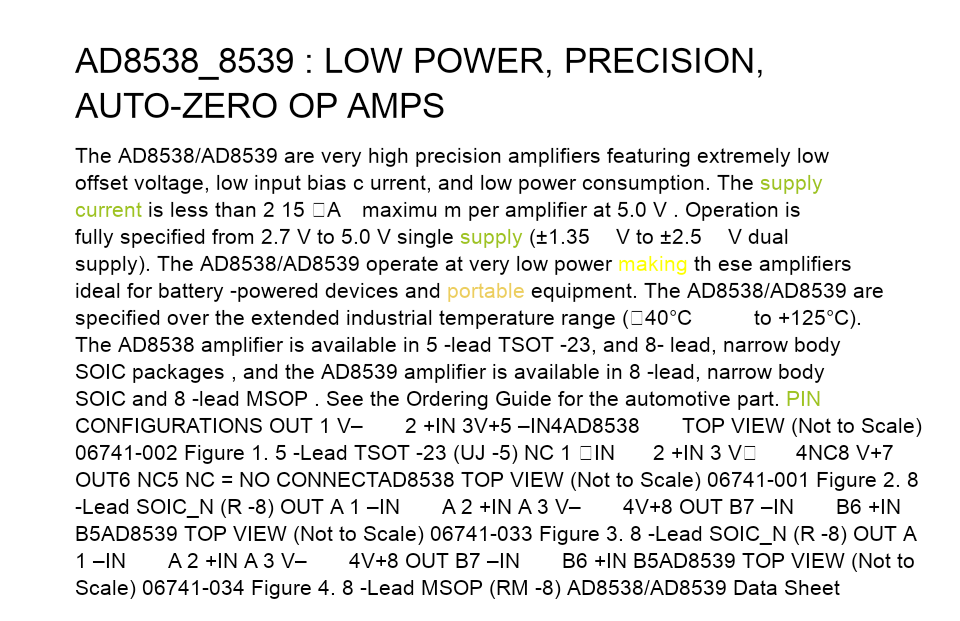 AD8538_8539 : LOW POWER, PRECISION,
AUTO-ZERO OP AMPS
The AD8538/AD8539 are very high precision amplifiers featuring extremely low
offset voltage, low input bias c urrent, and low power consumption. The supply
current is less than 2 15 □A maximu m per amplifier at 5.0 V . Operation is
fully specified from 2.7 V to 5.0 V single supply (±1.35 V to ±2.5 V dual
supply). The AD8538/AD8539 operate at very low power making th ese amplifiers
ideal for battery -powered devices and portable equipment. The AD8538/AD8539 are
specified over the extended industrial temperature range (□40°C to +125°C).
The AD8538 amplifier is available in 5 -lead TSOT -23, and 8- lead, narrow body
SOIC packages , and the AD8539 amplifier is available in 8 -lead, narrow body
SOIC and 8 -lead MSOP . See the Ordering Guide for the automotive part. PIN
CONFIGURATIONS OUT 1 V– 2 +IN 3V+5 –IN4AD8538 TOP VIEW (Not to Scale)
06741-002 Figure 1. 5 -Lead TSOT -23 (UJ -5) NC 1 □IN 2 +IN 3 V□ 4NC8 V+7
OUT6 NC5 NC = NO CONNECTAD8538 TOP VIEW (Not to Scale) 06741-001 Figure 2. 8
-Lead SOIC_N (R -8) OUT A 1 –IN A 2 +IN A 3 V– 4V+8 OUT B7 –IN B6 +IN
B5AD8539 TOP VIEW (Not to Scale) 06741-033 Figure 3. 8 -Lead SOIC_N (R -8) OUT A
1 –IN A 2 +IN A 3 V– 4V+8 OUT B7 –IN B6 +IN B5AD8539 TOP VIEW (Not to
Scale) 06741-034 Figure 4. 8 -Lead MSOP (RM -8) AD8538/AD8539 Data Sheet